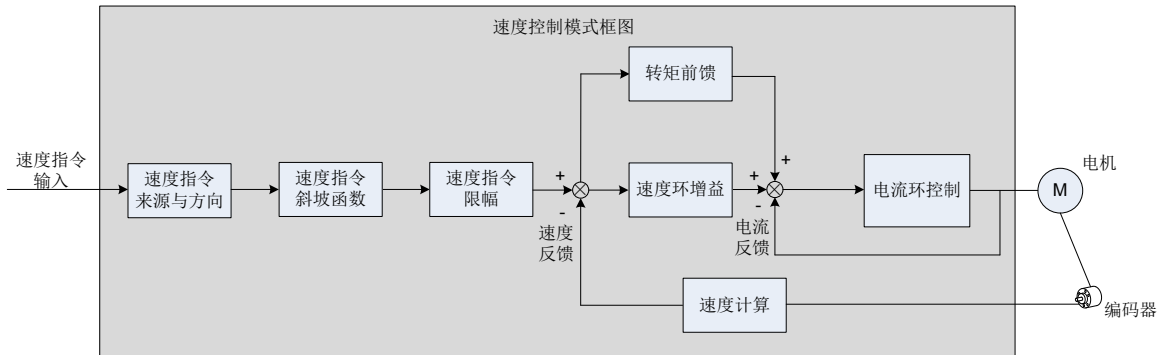 速度控制模式框图
转矩前馈
速度指令
输入
速度指令
来源与方向
速度指令
斜坡函数
速度指令
限幅
+
-
速度
反馈
速度环增益
+
+
-
电流
反馈
电流环控制
电机
M
速度计算
编码器